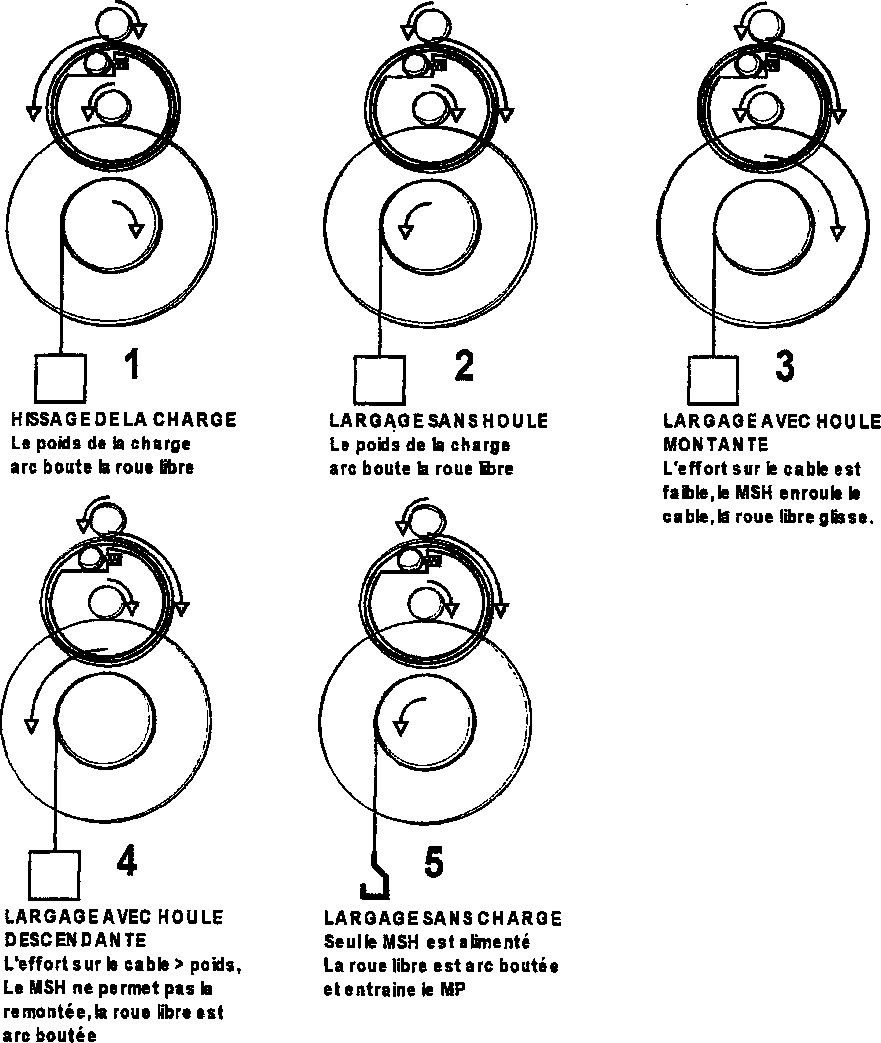 1
HISSAGE DE LA CHARGE
Le poids de la charge
arc boute la roue libre
2
LARGAGE SANS HOULE
Le poids de la charge
arc boute la roue libre
3
LARGAGE AVEC HOULE
MONTANTE
L'effort sur le cable est
faible, le MSH enroule le
cable, la roue libre glisse.
4
LARGAGE AVEC HOULE
DESCENDANTE
L'effort sur le cable > poids,
Le MSH ne permet pas la
remontée, la roue libre est
arc boutée
5
LARGAGE SANS CHARGE
Seul le MSH est alimenté
La roue libre est arc boutée
et entraine le MP